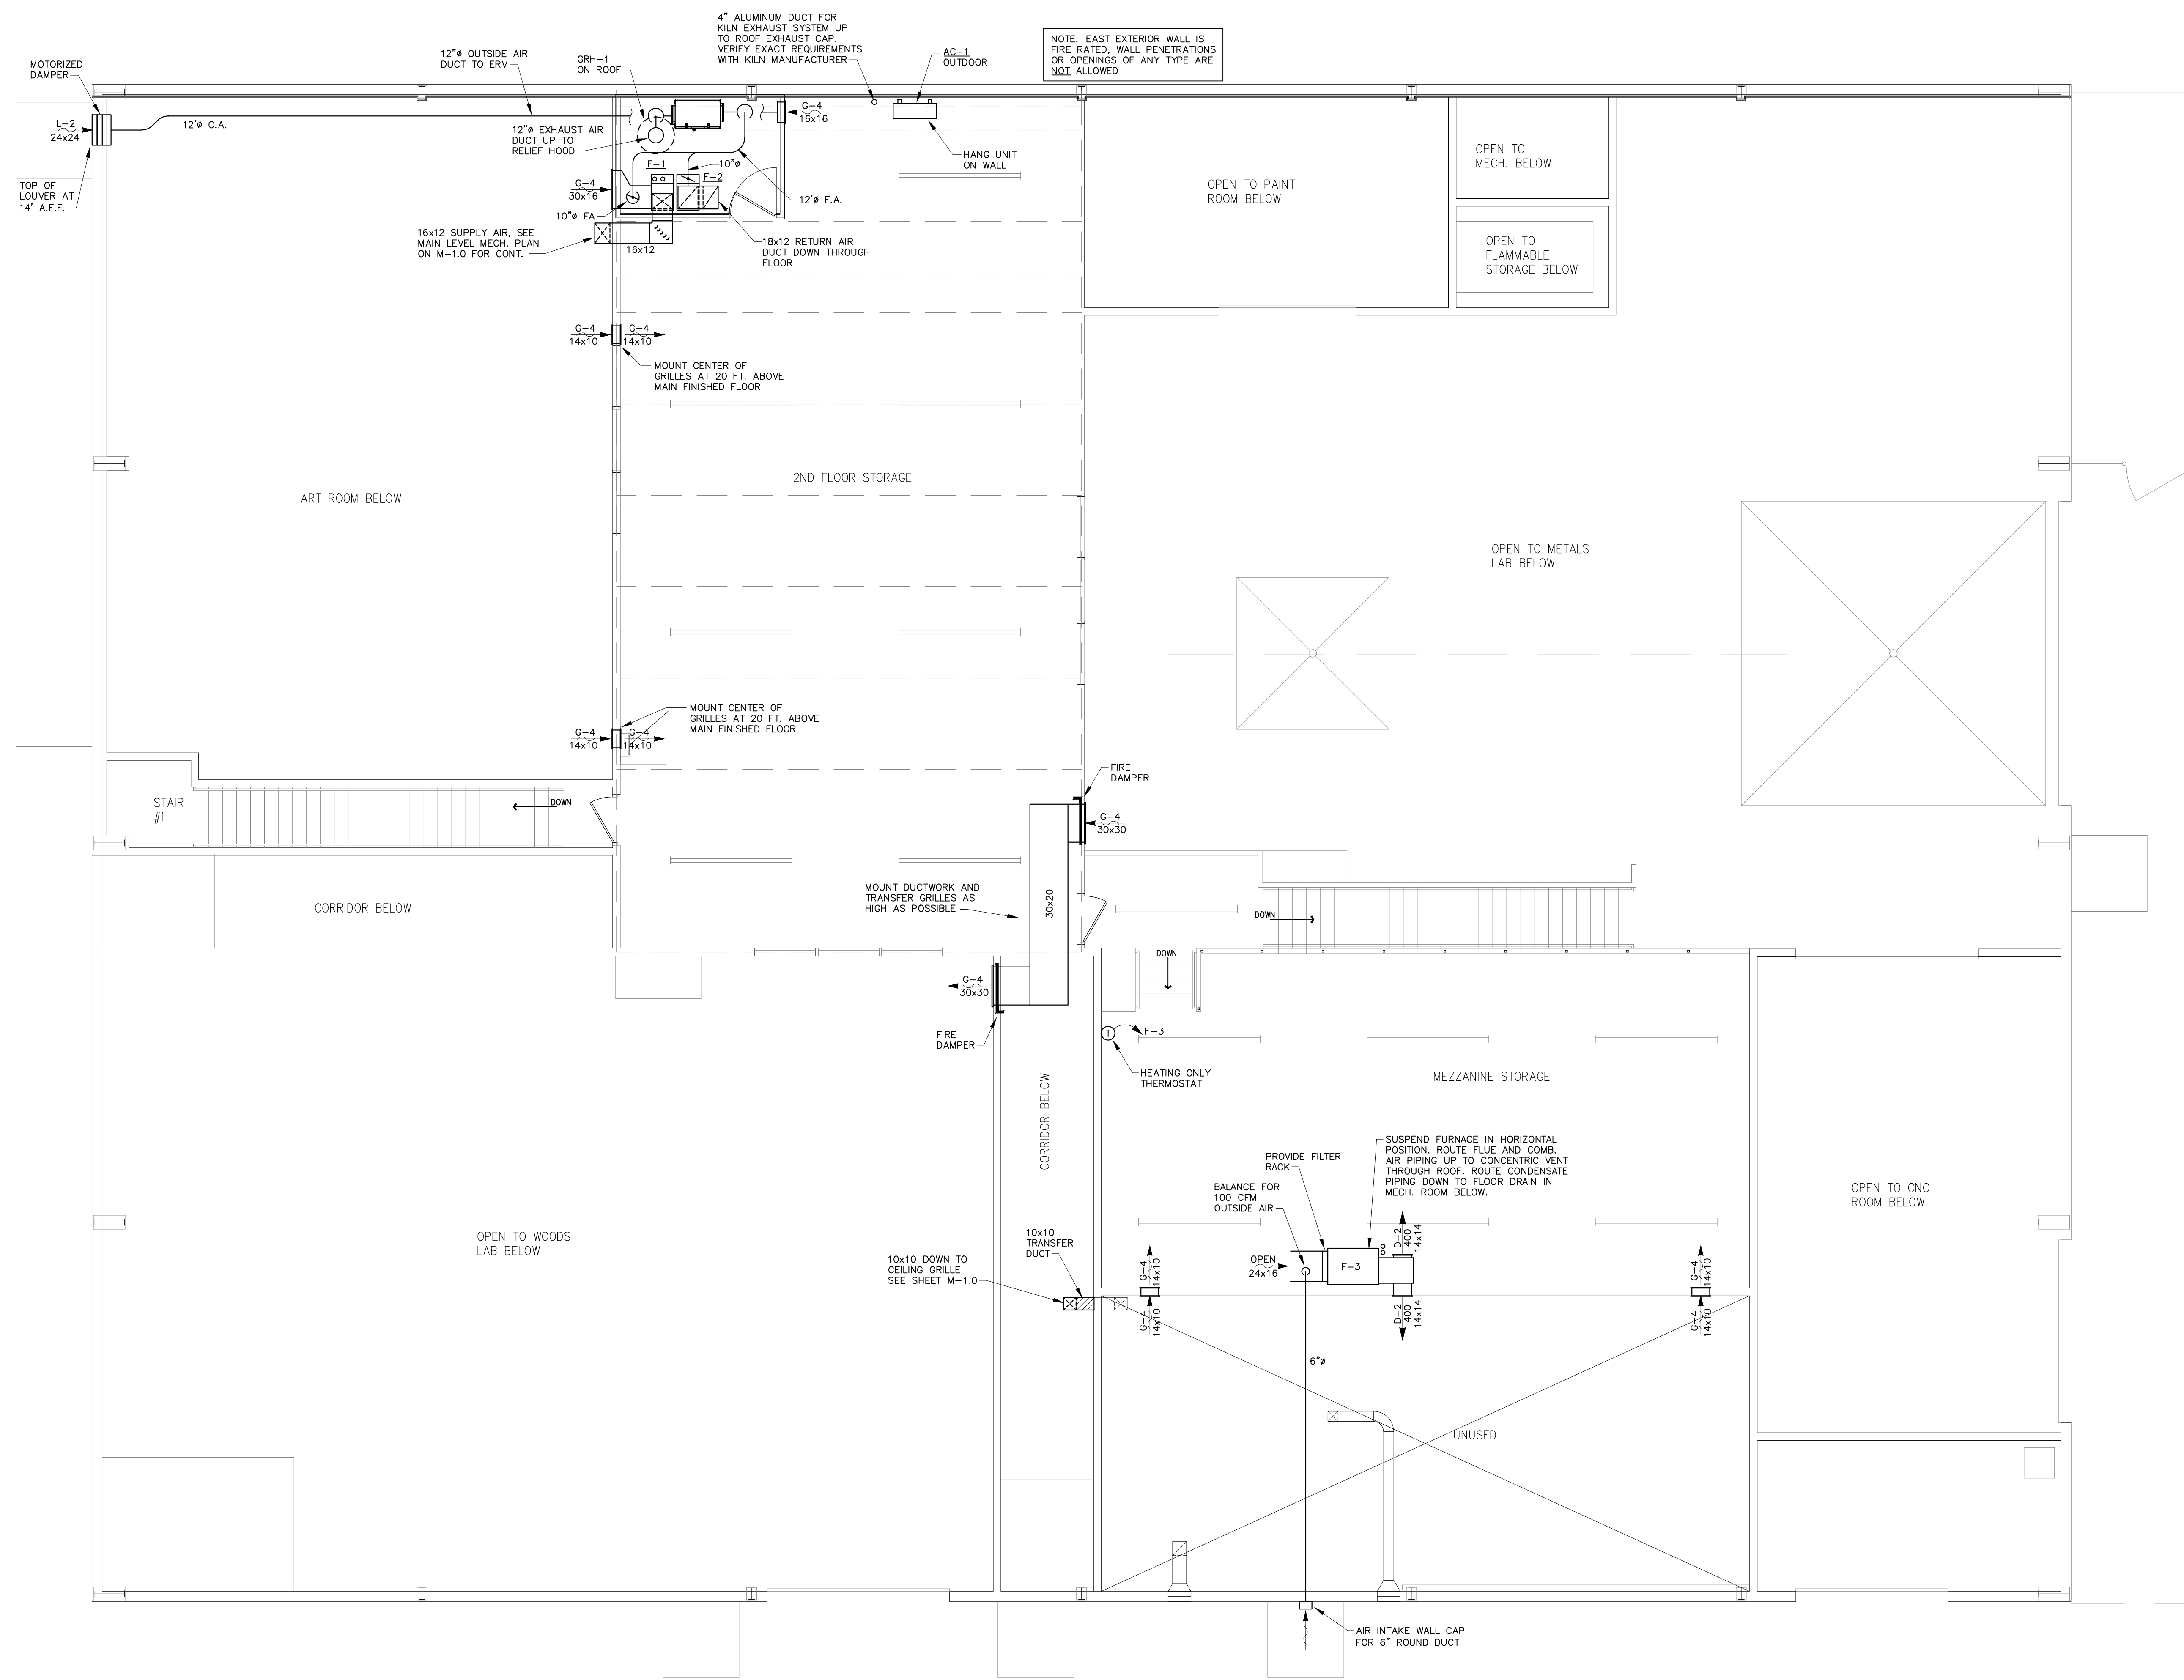 4" ALUMINUM DUCT FOR
KILN EXHAUST SYSTEM UP
TO ROOF EXHAUST CAP.
VERIFY EXACT REQUIREMENTS
WITH KILN MANUFACTURER
NOTE: EAST EXTERIOR WALL IS
FIRE RATED, WALL PENETRATIONS
OR OPENINGS OF ANY TYPE ARE
NOT ALLOWED
AC-1
OUTDOOR
12"ø OUTSIDE AIR
DUCT TO ERV
GRH-1
ON ROOF
MOTORIZED
DAMPER
L-2
24x24
12'ø O.A.
12"ø EXHAUST AIR
DUCT UP TO
RELIEF HOOD
G-4
16x16
HANG UNIT
ON WALL
TOP OF
LOUVER AT
14' A.F.F.
F-1
10"ø
F-2
G-4
30x16
10"ø FA
12'ø F.A.
16x12 SUPPLY AIR, SEE
MAIN LEVEL MECH. PLAN
ON M-1.0 FOR CONT.
16x12
18x12 RETURN AIR
DUCT DOWN THROUGH
FLOOR
OPEN TO PAINT
ROOM BELOW
OPEN TO
MECH. BELOW
OPEN TO
FLAMMABLE
STORAGE BELOW
G-4
14x10
G-4
14x10
MOUNT CENTER OF
GRILLES AT 20 FT. ABOVE
MAIN FINISHED FLOOR
ART ROOM BELOW
2ND FLOOR STORAGE
OPEN TO METALS
LAB BELOW
MOUNT CENTER OF
GRILLES AT 20 FT. ABOVE
MAIN FINISHED FLOOR
G-4
14x10
G-4
14x10
FIRE
DAMPER
G-4
30x30
STAIR
#1
DOWN
MOUNT DUCTWORK AND
TRANSFER GRILLES AS
HIGH AS POSSIBLE
30x20
CORRIDOR BELOW
DOWN
DOWN
G-4
30x30
FIRE
DAMPER
T
F-3
HEATING ONLY
THERMOSTAT
CORRIDOR BELOW
MEZZANINE STORAGE
SUSPEND FURNACE IN HORIZONTAL
POSITION. ROUTE FLUE AND COMB.
AIR PIPING UP TO CONCENTRIC VENT
THROUGH ROOF. ROUTE CONDENSATE
PIPING DOWN TO FLOOR DRAIN IN
MECH. ROOM BELOW.
PROVIDE FILTER
RACK
BALANCE FOR
100 CFM
OUTSIDE AIR
OPEN TO CNC
ROOM BELOW
OPEN TO WOODS
LAB BELOW
10x10
TRANSFER
DUCT
10x10 DOWN TO
CEILING GRILLE
SEE SHEET M-1.0
OPEN
24x16
F-3
D-2
400
14x14
G-4
14x10
G-4
14x10
G-4
14x10
D-2
400
14x14
G-4
14x10
6"ø
UNUSED
AIR INTAKE WALL CAP
FOR 6" ROUND DUCT